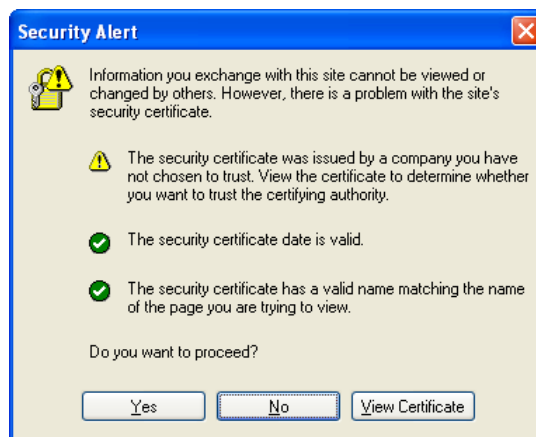 Security Alert
Information you exchange with this site cannot be viewed or
changed by others. However, there is a problem with the site's
security certificate.
The security certificate was issued by a company you have
not chosen to trust. View the certificate to determine whether
you want to trust the certifying authority.
The security certificate date is valid.
The security certificate has a valid name matching the name
of the page you are trying to view.
Do you want to proceed?
Yes No View Certificate